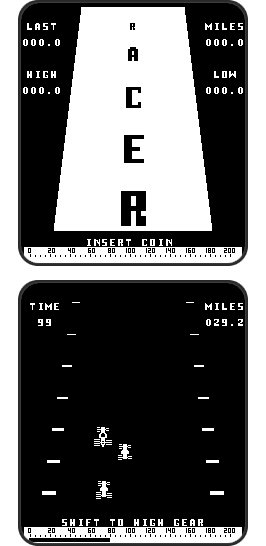 LAST R MILES
000.0 A 000.0
HIGH C LOW
000.0 000.0
E
R
INSERT COIN
0 20 40 60 80 100 120 140 160 180 200
TIME MILES
99 029.2
SHIFT TO HIGH GEAR
0 20 40 60 80 100 120 140 160 180 200